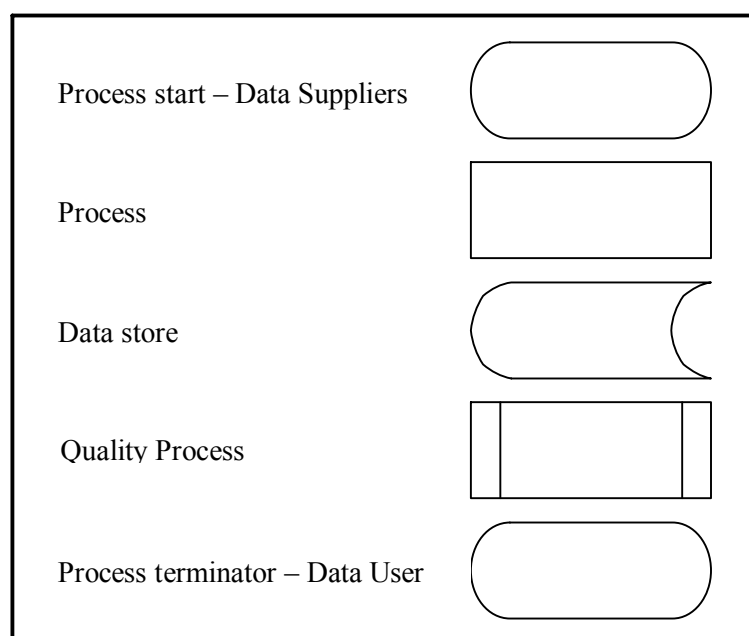 Process start – Data Suppliers
Process
Data store
Quality Process
Process terminator – Data User